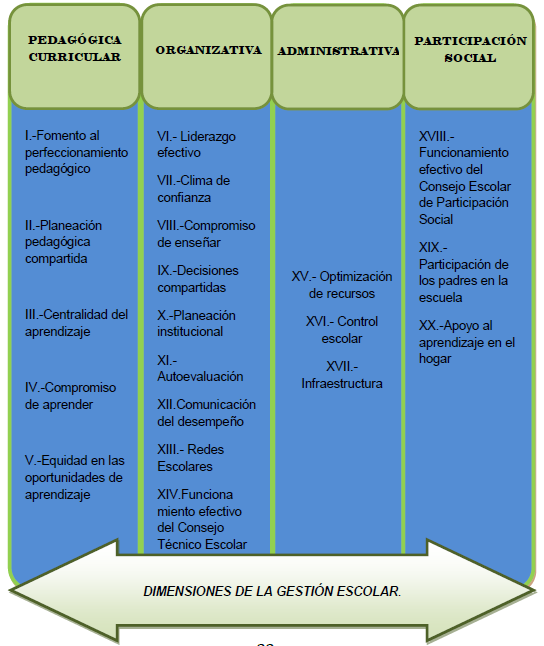 PEDAGÓGICA
CURRICULAR
I.-Fomento al
perfeccionamiento
pedagógico
II.-Planeación
pedagógica
compartida
III.-Centralidad del
aprendizaje
IV.-Compromiso
de aprender
V.-Equidad en las
oportunidades de
aprendizaje
ORGANIZATIVA
VI.- Liderazgo
efectivo
VII.-Clima de
confianza
VIII.-Compromiso
de enseñar
IX.-Decisiones
compartidas
X.-Planeación
institucional
XI.-
Autoevaluación
XII.Comunicación
del desempeño
XIII.- Redes
Escolares
XIV.Funciona
miento efectivo
del Consejo
Técnico Escolar
ADMINISTRATIVA
XV.- Optimización
de recursos
XVI.- Control
escolar
XVII.-
Infraestructura
PARTICIPACIÓN
SOCIAL
XVIII.-
Funcionamiento
efectivo del
Consejo Escolar
de Participación
Social
XIX.-
Participación de
los padres en la
escuela
XX.-Apoyo al
aprendizaje en el
hogar
DIMENSIONES DE LA GESTIÓN ESCOLAR.